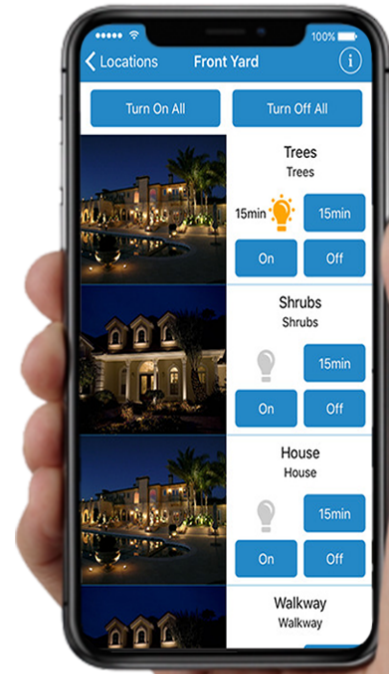 100%
Locations Front Yard i
Turn On All Turn Off All
Trees
Trees
15min 15min
On Off
Shrubs
Shrubs
15min
On Off
House
House
15min
On Off
Walkway
Walkway